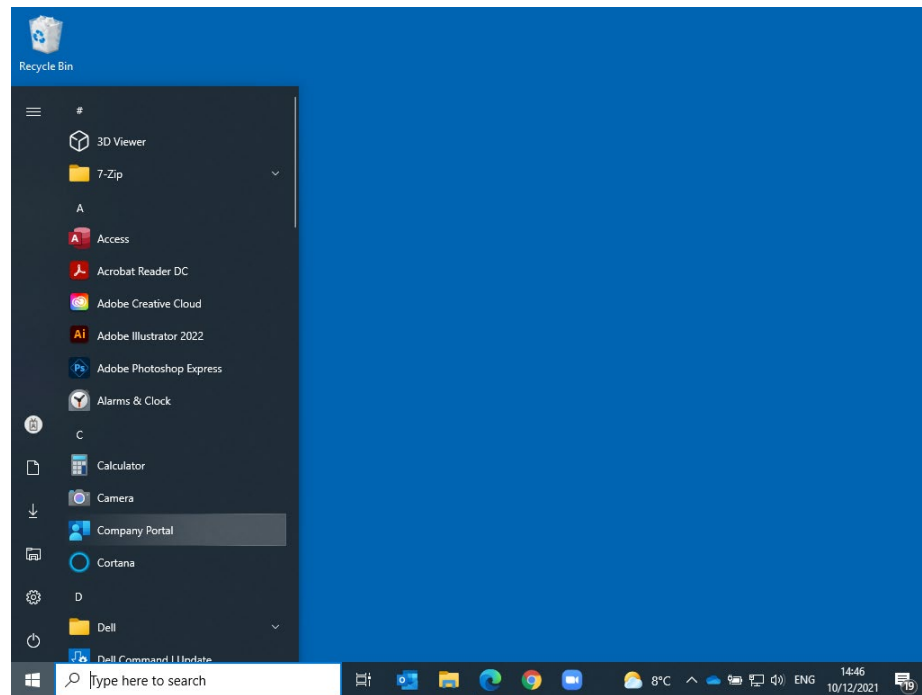 Recycle Bin
#
3D Viewer
7-Zip
A
Access
Acrobat Reader DC
Adobe Creative Cloud
Adobe Illustrator 2022
Adobe Photoshop Express
Alarms & Clock
C
Calculator
Camera
Company Portal
Cortana
D
Dell
Dell Command | Update
Type here to search
8°C
ENG
14:46
10/12/2021
19